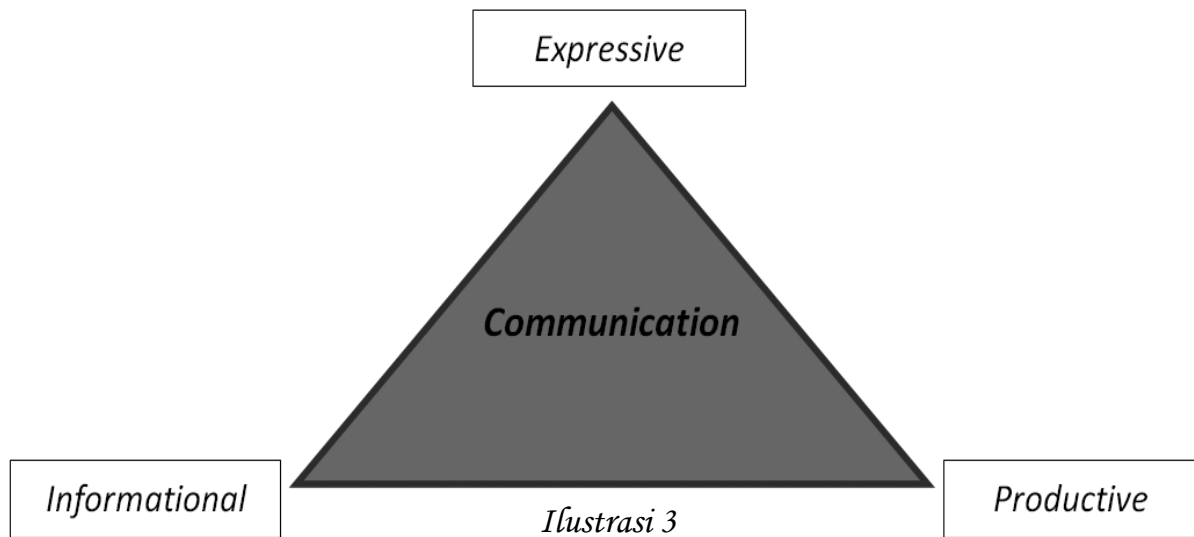 Expressive
Communication
Informational
Productive
Ilustrasi 3